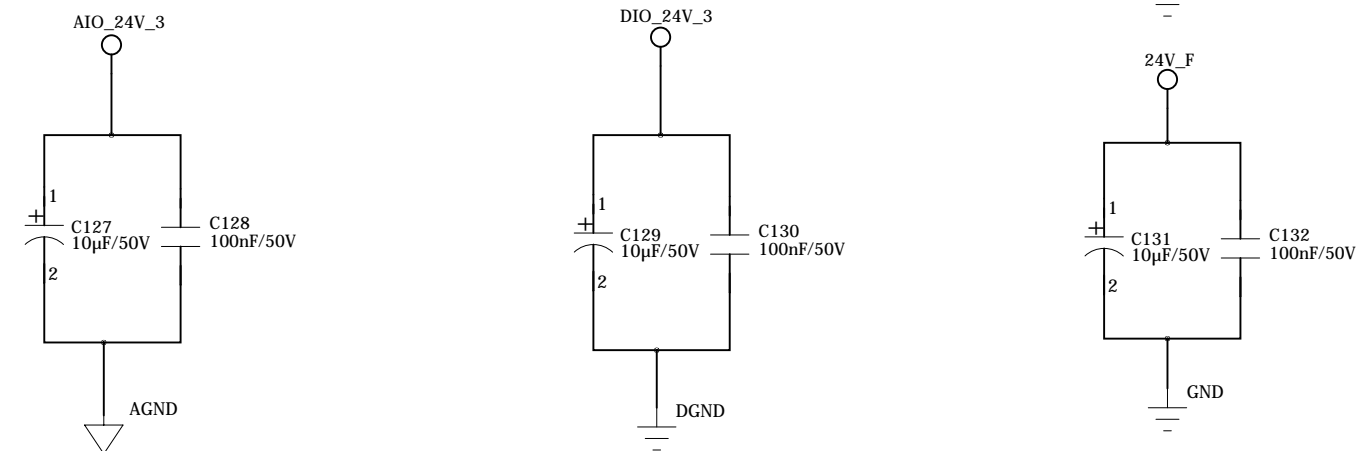 AIO_24V_3
1
C127
10µF/50V
2
C128
100nF/50V
AGND
DIO_24V_3
1
C129
10µF/50V
2
C130
100nF/50V
DGND
24V_F
1
C131
10µF/50V
2
C132
100nF/50V
GND